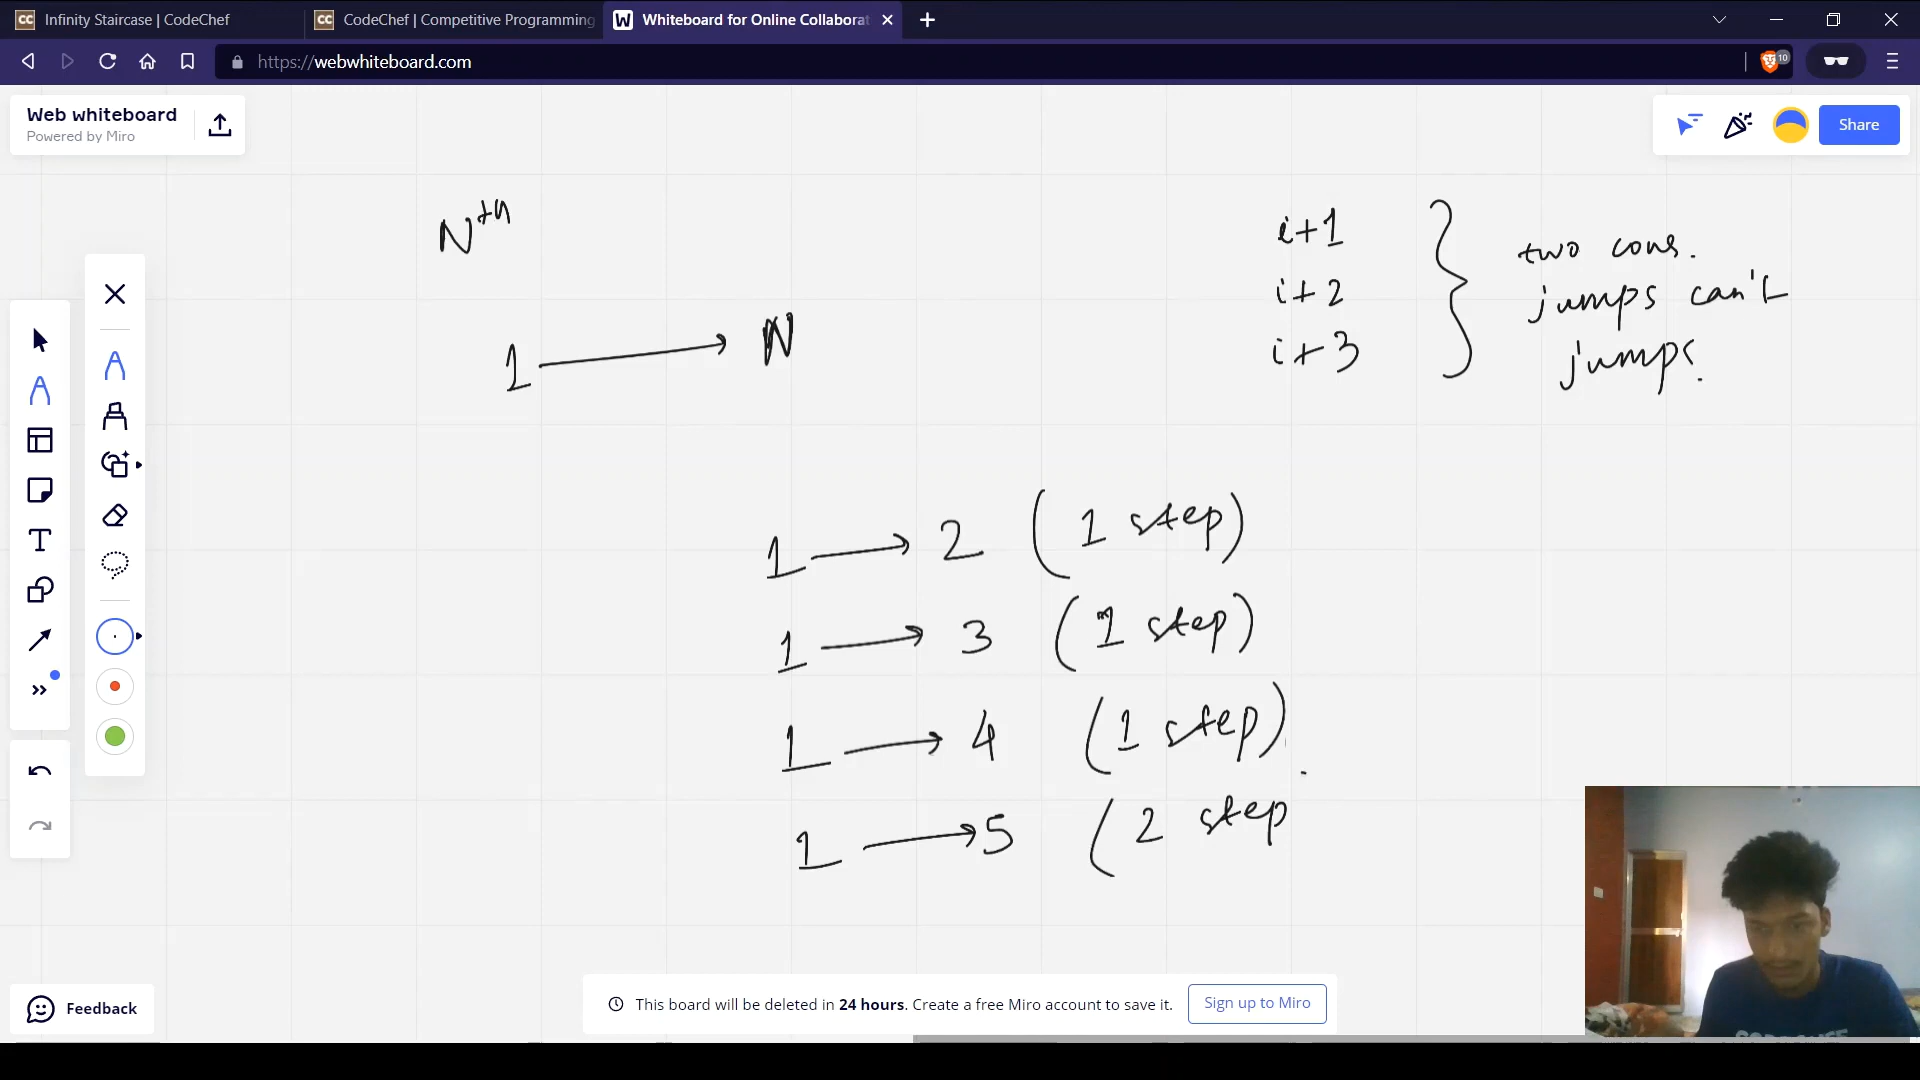 Infinity Staircase | CodeChef
CodeChef | Competitive Programming
Whiteboard for Online Collaborat
https://webwhiteboard.com
10
Web whiteboard
Powered by Miro
Share
Nth
1 → N
i+1
i+2
i+3
two cons.
jumps can't
jumps.
1 → 2 (1 step)
1 → 3 (1 step)
1 → 4 (1 step)
1 → 5 (2 step
Feedback
This board will be deleted in 24 hours. Create a free Miro account to save it.
Sign up to Miro